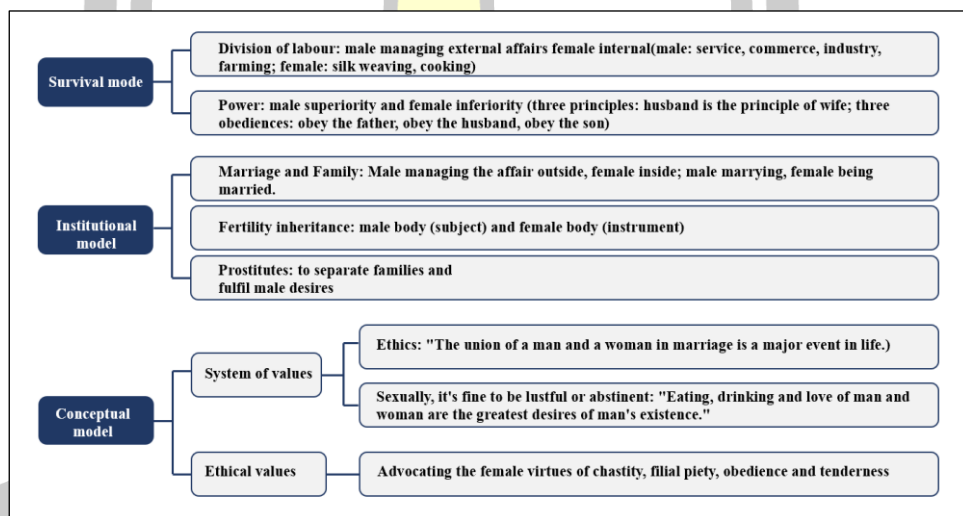 Survival mode
Division of labour: male managing external affairs female internal(male: service, commerce, industry,
farming; female: silk weaving, cooking)
Power: male superiority and female inferiority (three principles: husband is the principle of wife; three
obediences: obey the father, obey the husband, obey the son)
Institutional
model
Marriage and Family: Male managing the affair outside, female inside; male marrying, female being
married.
Fertility inheritance: male body (subject) and female body (instrument)
Prostitutes: to separate families and
fulfil male desires
Conceptual
model
System of values
Ethics: "The union of a man and a woman in marriage is a major event in life.)
Sexually, it's fine to be lustful or abstinent: "Eating, drinking and love of man and
woman are the greatest desires of man's existence."
Ethical values
Advocating the female virtues of chastity, filial piety, obedience and tenderness